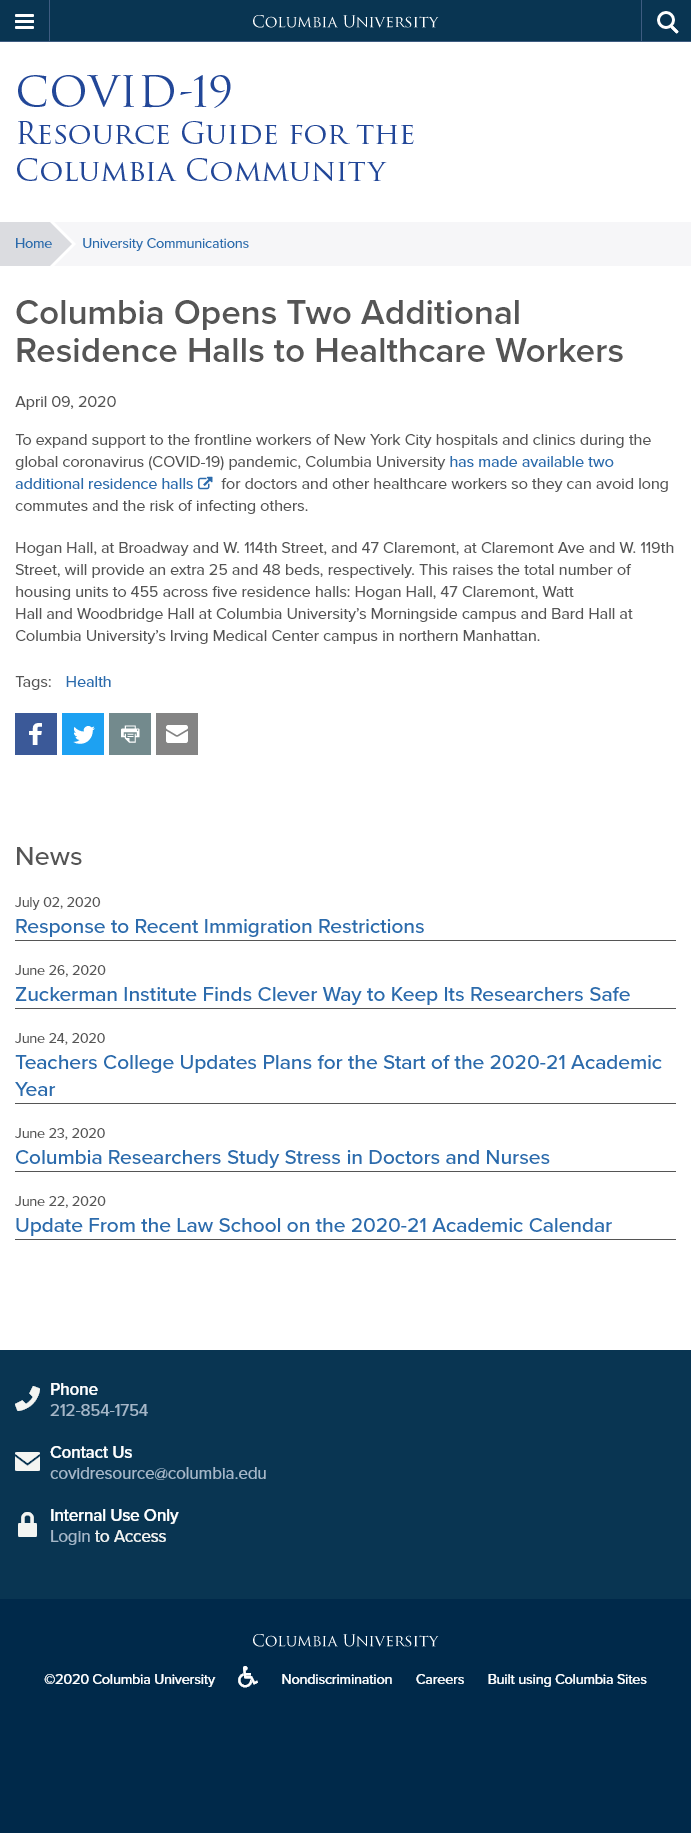 Columbia University
COVID-19
Resource Guide for the
Columbia Community
Home University Communications
Columbia Opens Two Additional
Residence Halls to Healthcare Workers
April 09, 2020
To expand support to the frontline workers of New York City hospitals and clinics during the
global coronavirus (COVID-19) pandemic, Columbia University has made available two
additional residence halls for doctors and other healthcare workers so they can avoid long
commutes and the risk of infecting others.
Hogan Hall, at Broadway and W. 114th Street, and 47 Claremont, at Claremont Ave and W. 119th
Street, will provide an extra 25 and 48 beds, respectively. This raises the total number of
housing units to 455 across five residence halls: Hogan Hall, 47 Claremont, Watt
Hall and Woodbridge Hall at Columbia University’s Morningside campus and Bard Hall at
Columbia University’s Irving Medical Center campus in northern Manhattan.
Tags: Health
News
July 02, 2020
Response to Recent Immigration Restrictions
June 26, 2020
Zuckerman Institute Finds Clever Way to Keep Its Researchers Safe
June 24, 2020
Teachers College Updates Plans for the Start of the 2020-21 Academic
Year
June 23, 2020
Columbia Researchers Study Stress in Doctors and Nurses
June 22, 2020
Update From the Law School on the 2020-21 Academic Calendar
Phone
212-854-1754
Contact Us
covidresource@columbia.edu
Internal Use Only
Login to Access
Columbia University
©2020 Columbia University Nondiscrimination Careers Built using Columbia Sites